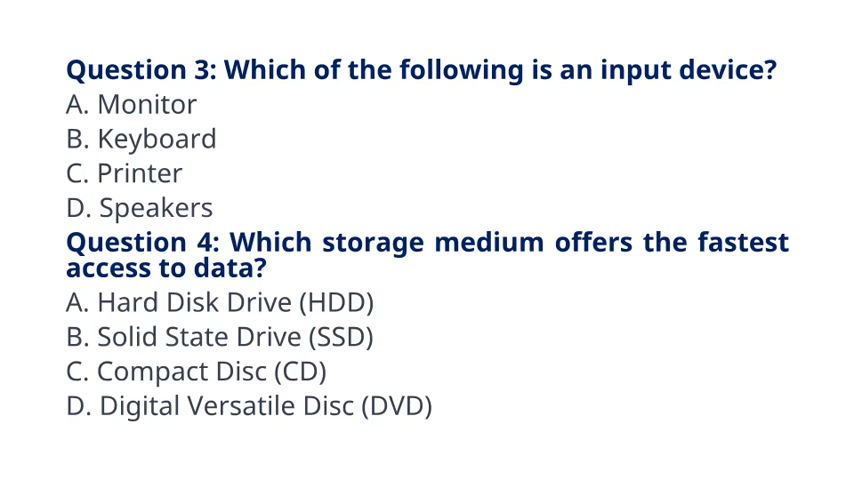 Question 3: Which of the following is an input device?
A. Monitor
B. Keyboard
C. Printer
D. Speakers
Question 4: Which storage medium offers the fastest
access to data?
A. Hard Disk Drive (HDD)
B. Solid State Drive (SSD)
C. Compact Disc (CD)
D. Digital Versatile Disc (DVD)